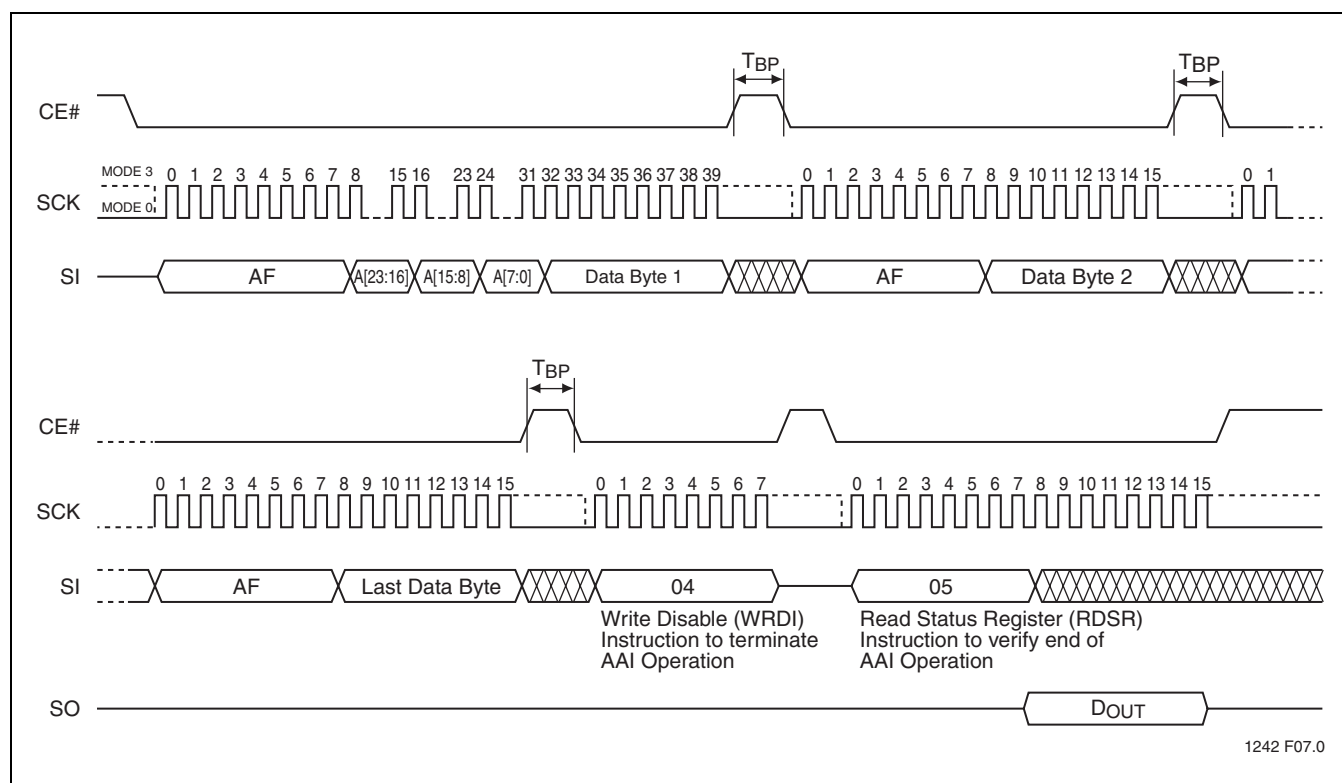 TBP TBP
CE#
MODE 3 0 1 2 3 4 5 6 7 8 15 16 23 24 31 32 33 34 35 36 37 38 39 0 1 2 3 4 5 6 7 8 9 10 11 12 13 14 15 0 1
SCK
MODE 0
SI AF A[23:16] A[15:8] A[7:0] Data Byte 1 AF Data Byte 2
TBP
CE#
0 1 2 3 4 5 6 7 8 9 10 11 12 13 14 15 0 1 2 3 4 5 6 7 0 1 2 3 4 5 6 7 8 9 10 11 12 13 14 15
SCK
SI AF Last Data Byte 04 05
Write Disable (WRDI)
Instruction to terminate
AAI Operation
Read Status Register (RDSR)
Instruction to verify end of
AAI Operation
SO DOUT
1242 F07.0